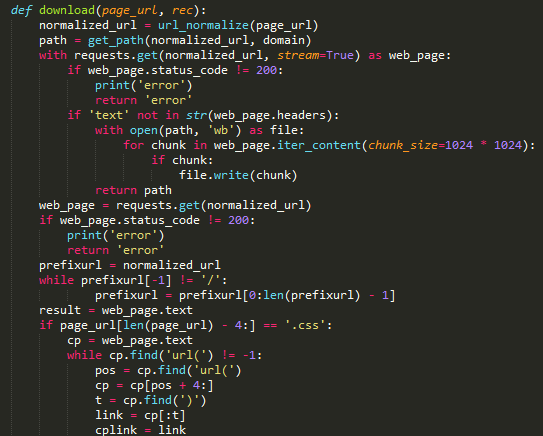 def download(page_url, rec):
    normalized_url = url_normalize(page_url)
    path = get_path(normalized_url, domain)
    with requests.get(normalized_url, stream=True) as web_page:
        if web_page.status_code != 200:
            print('error')
            return 'error'
        if 'text' not in str(web_page.headers):
            with open(path, 'wb') as file:
                for chunk in web_page.iter_content(chunk_size=1024 * 1024):
                    if chunk:
                        file.write(chunk)
            return path
    web_page = requests.get(normalized_url)
    if web_page.status_code != 200:
        print('error')
        return 'error'
    prefixurl = normalized_url
    while prefixurl[-1] != '/':
            prefixurl = prefixurl[0:len(prefixurl) - 1]
    result = web_page.text
    if page_url[len(page_url) - 4:] == '.css':
        cp = web_page.text
        while cp.find('url(') != -1:
            pos = cp.find('url(')
            cp = cp[pos + 4:]
            t = cp.find(')')
            link = cp[:t]
            cplink = link